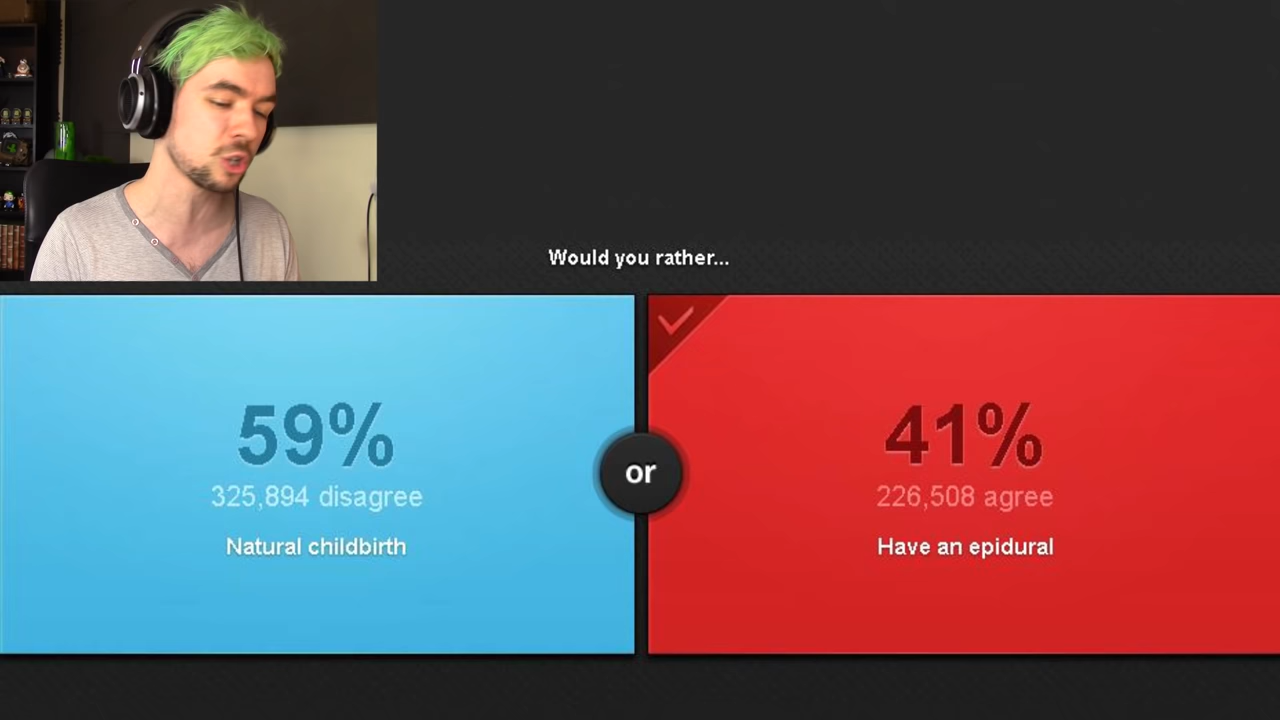 Would you rather...
59%
325,894 disagree
Natural childbirth
or
41%
226,508 agree
Have an epidural